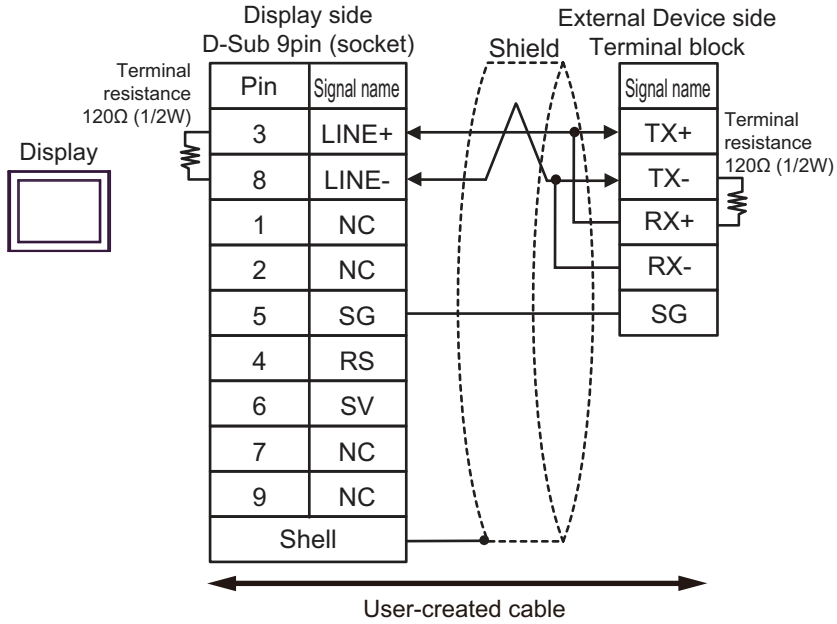 Display side
D-Sub 9pin (socket)
External Device side
Terminal block
Shield
Terminal
resistance
120Ω (1/2W)
Display
Pin Signal name
3 LINE+
8 LINE-
1 NC
2 NC
5 SG
4 RS
6 SV
7 NC
9 NC
Shell
Signal name
TX+
TX-
RX+
RX-
SG
Terminal
resistance
120Ω (1/2W)
User-created cable